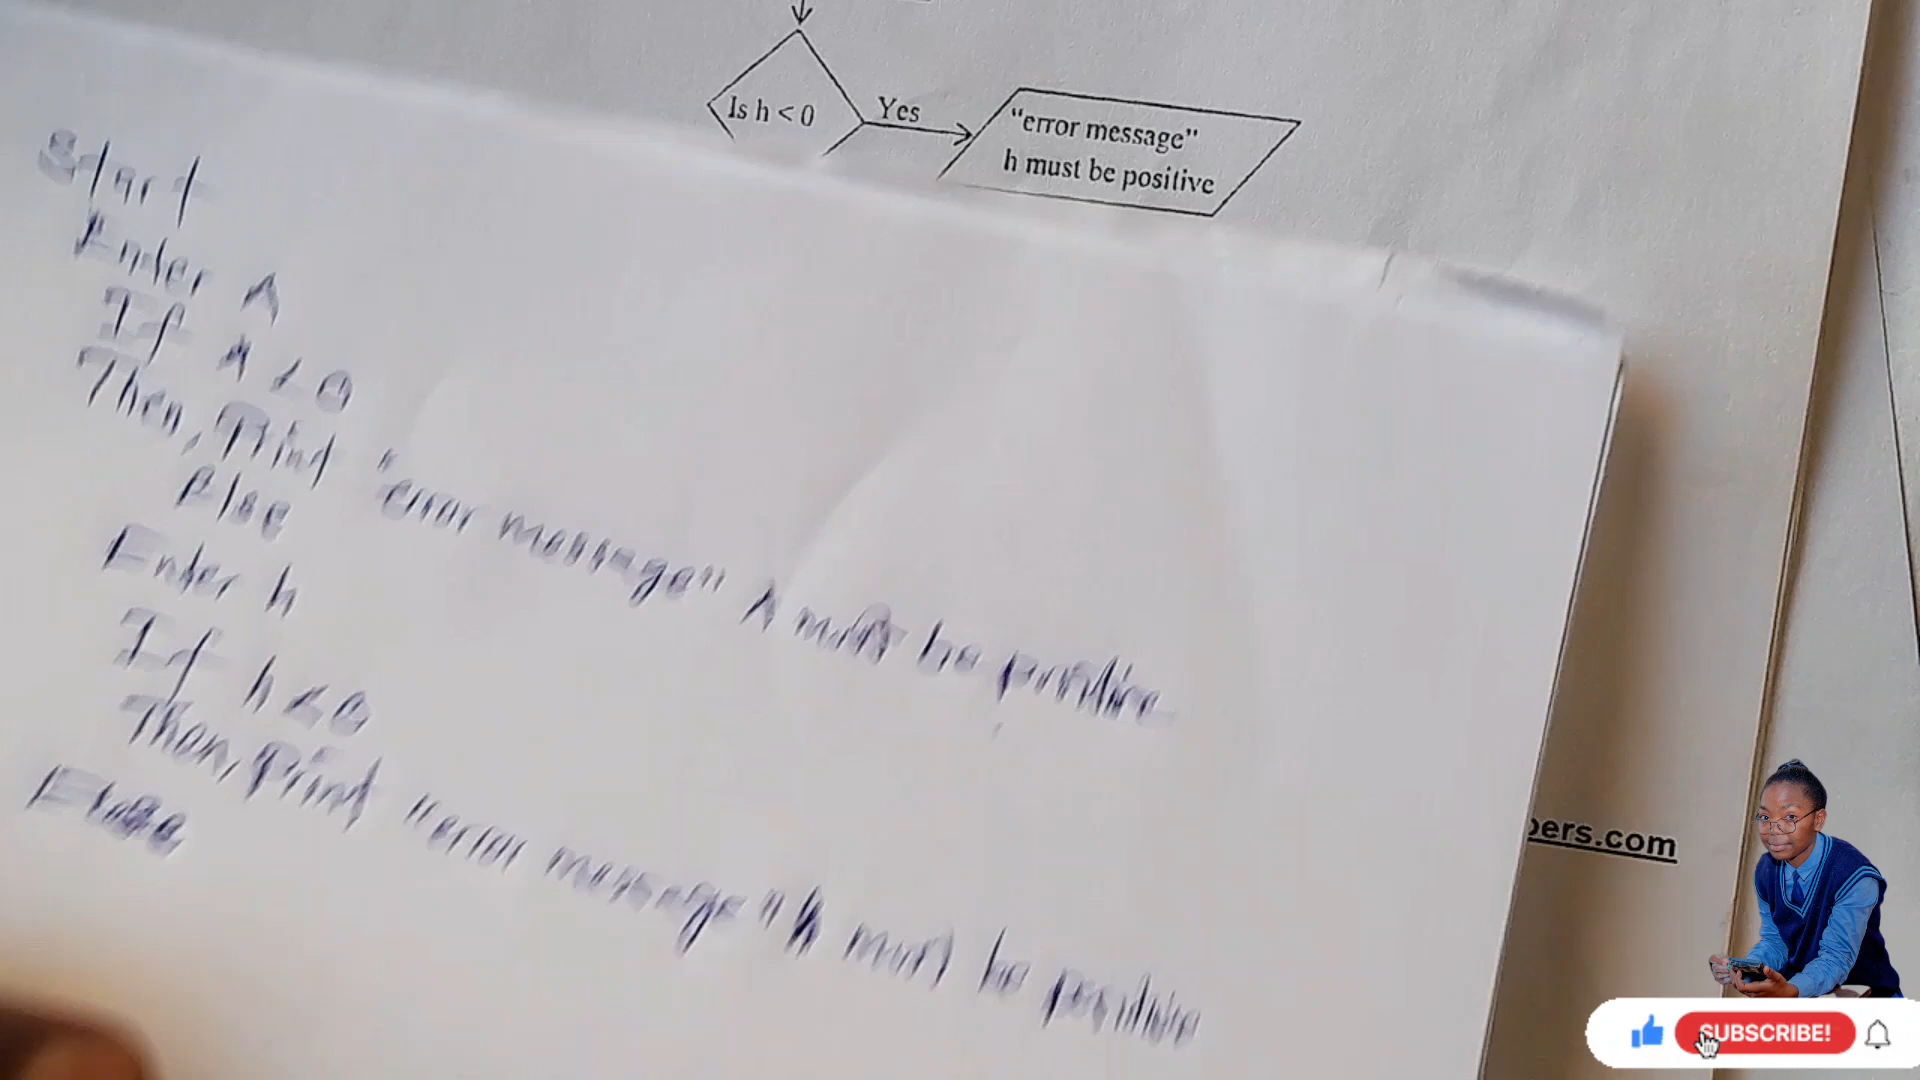 Is h < 0
Yes
"error message"
h must be positive
Start
Enter A
If A < 0
Then, Print "error message" A must be positive
Else
Enter h
If h < 0
Then, Print "error message" h must be positive
Else
bers.com
SUBSCRIBE!